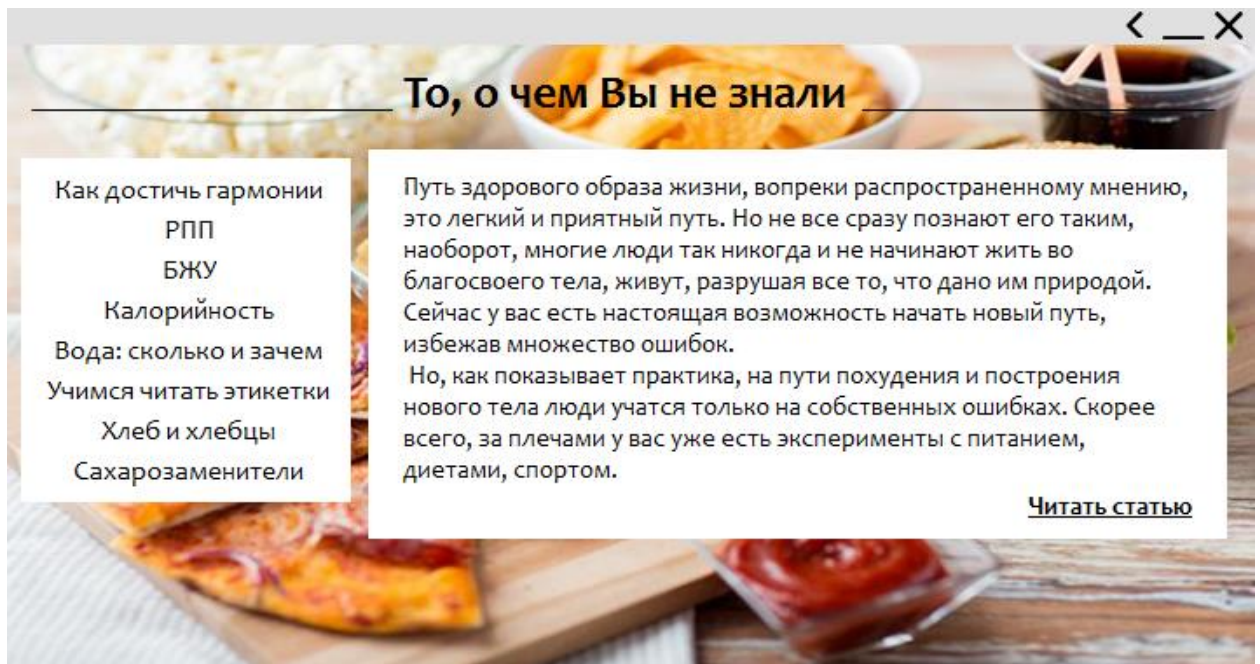 То, о чем Вы не знали
Как достичь гармонии
РПП
БЖУ
Калорийность
Вода: сколько и зачем
Учимся читать этикетки
Хлеб и хлебцы
Сахарозаменители
Путь здорового образа жизни, вопреки распространенному мнению,
это легкий и приятный путь. Но не все сразу познают его таким,
наоборот, многие люди так никогда и не начинают жить во
благосвоего тела, живут, разрушая все то, что дано им природой.
Сейчас у вас есть настоящая возможность начать новый путь,
избежав множество ошибок.
Но, как показывает практика, на пути похудения и построения
нового тела люди учатся только на собственных ошибках. Скорее
всего, за плечами у вас уже есть эксперименты с питанием,
диетами, спортом.
Читать статью